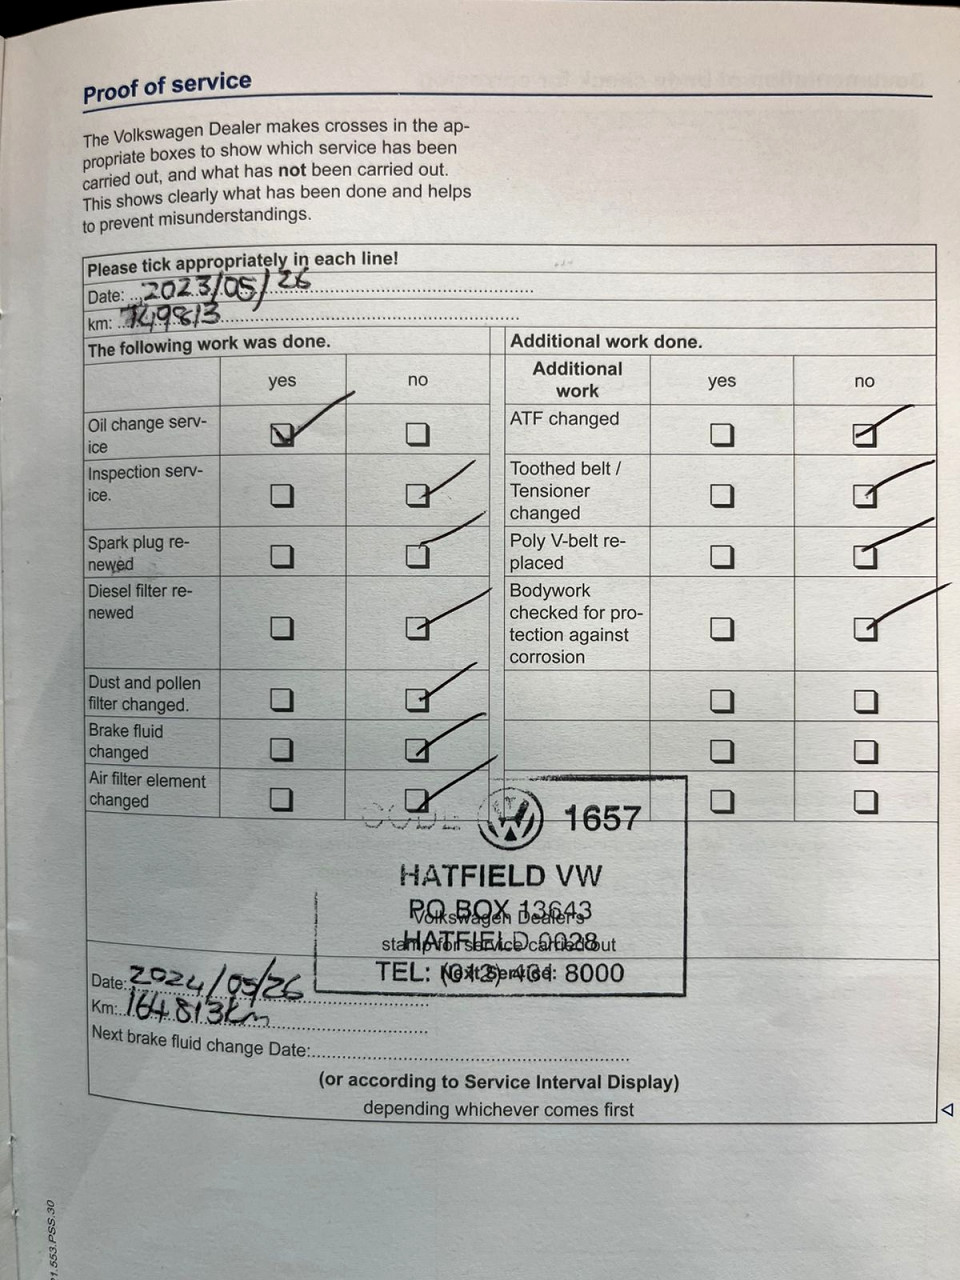 Proof of service
The Volkswagen Dealer makes crosses in the ap-
propriate boxes to show which service has been
carried out, and what has not been carried out.
This shows clearly what has been done and helps
to prevent misunderstandings.
Please tick appropriately in each line!
Date: 2023/05/26
km: 149813
The following work was done.
Additional work done.
yes
no
Additional
work
yes
no
Oil change serv-
ice
ATF changed
Inspection serv-
ice.
Toothed belt /
Tensioner
changed
Spark plug re-
newed
Poly V-belt re-
placed
Diesel filter re-
newed
Bodywork
checked for pro-
tection against
corrosion
Dust and pollen
filter changed.
Brake fluid
changed
Air filter element
changed
CODE 1657
HATFIELD VW
PO BOX 13643
Volkswagen Dealers
HATFIELD 0028
stamp for service carried out
TEL: (012) 431 8000
Next Service:
Date: 2024/05/26
Km: 164813km
Next brake fluid change Date:
(or according to Service Interval Display)
depending whichever comes first
1.553.PSS.30